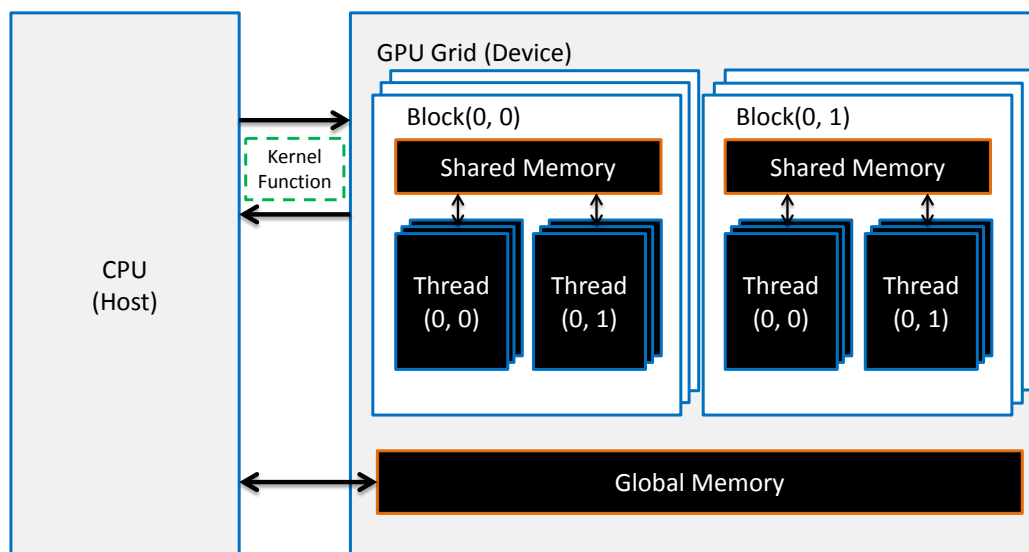 GPU Grid (Device)
Block(0, 0)
Block(0, 1)
Kernel
Function
Shared Memory
Shared Memory
CPU
(Host)
Thread
(0, 0)
Thread
(0, 1)
Thread
(0, 0)
Thread
(0, 1)
Global Memory